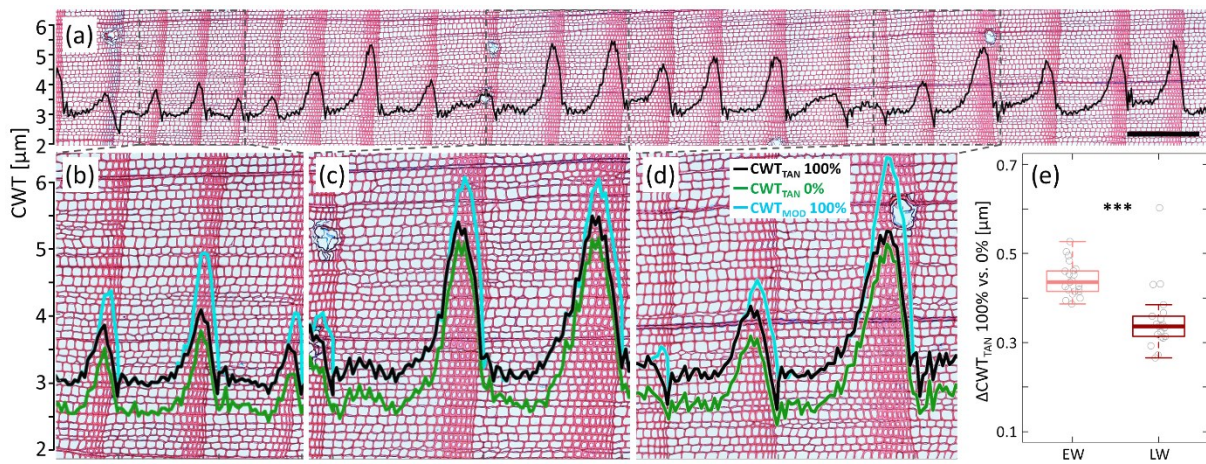 (a)
6
5
4
3
2
CWT [µm]
(b)
(c)
(d)
CWT_TAN 100%
CWT_TAN 0%
CWT_MOD 100%
6
5
4
3
2
(e)
***
0.7
0.5
0.3
0.1
ΔCWT_TAN 100% vs. 0% [µm]
EW
LW